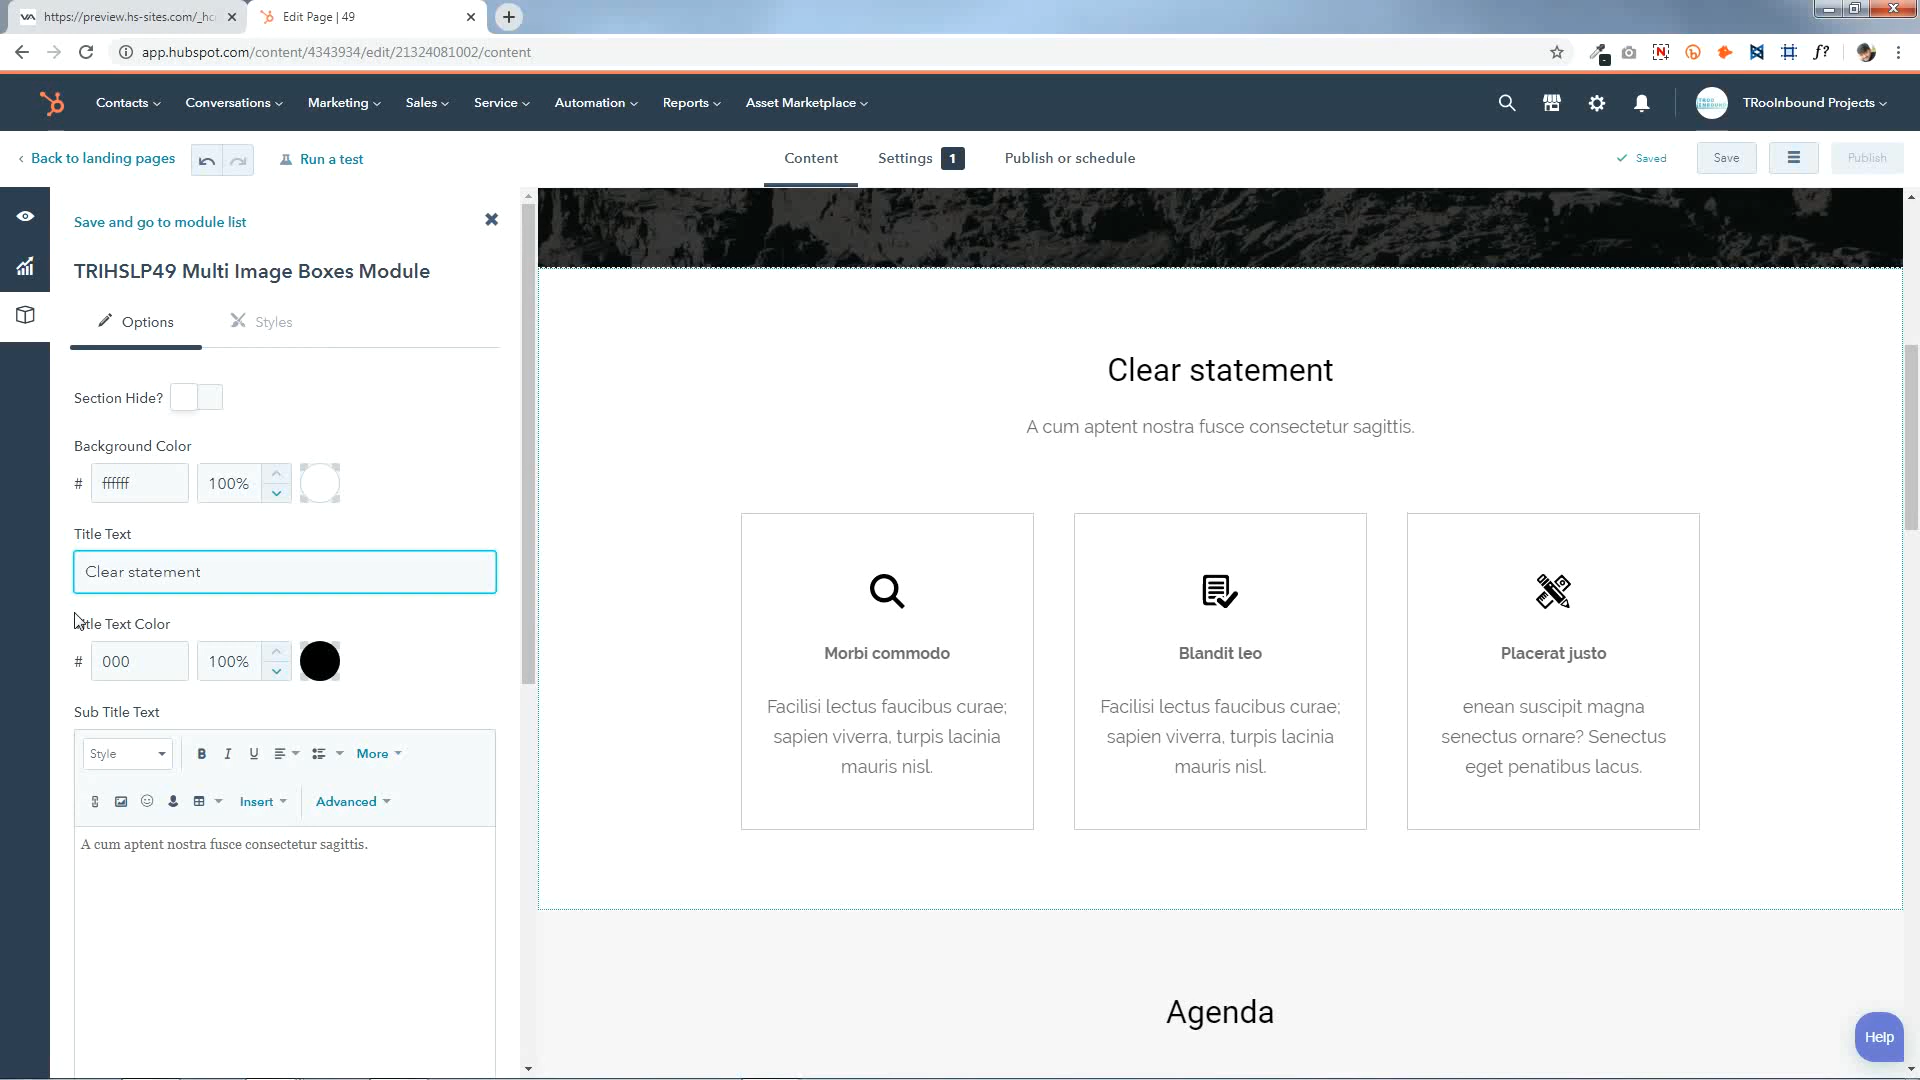 https://preview.hs-sites.com/_hc
Edit Page | 49
app.hubspot.com/content/4343934/edit/21324081002/content
Contacts
Conversations
Marketing
Sales
Service
Automation
Reports
Asset Marketplace
TRooInbound Projects
Back to landing pages
Run a test
Content
Settings 1
Publish or schedule
Saved
Save
Publish
Save and go to module list
TRIHSLP49 Multi Image Boxes Module
Options
Styles
Section Hide?
Background Color
# ffffff 100%
Title Text
Clear statement
Title Text Color
# 000 100%
Sub Title Text
Style
B I U
More
Insert
Advanced
A cum aptent nostra fusce consectetur sagittis.
Clear statement
A cum aptent nostra fusce consectetur sagittis.
Morbi commodo
Facilisi lectus faucibus curae;
sapien viverra, turpis lacinia
mauris nisl.
Blandit leo
Facilisi lectus faucibus curae;
sapien viverra, turpis lacinia
mauris nisl.
Placerat justo
enean suscipit magna
senectus ornare? Senectus
eget penatibus lacus.
Agenda
Help